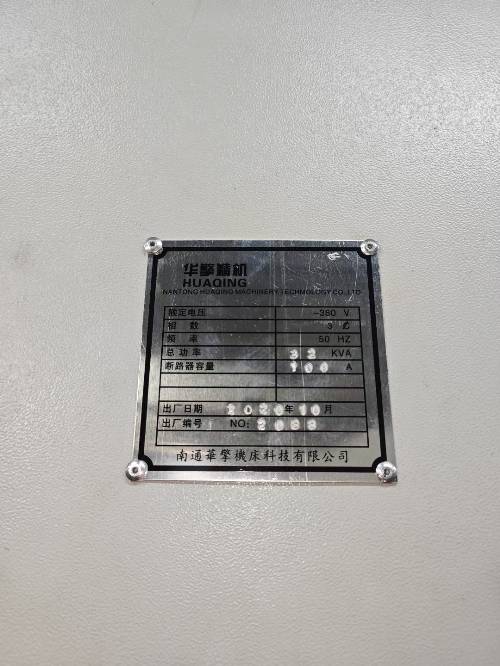 华擎精机
HUAQING
NANTONG HUAQING MACHINERY TECHNOLOGY CO.,LTD
额定电压 ~380 V
相 数 3
频 率 50 HZ
总功率 32 KVA
断路器容量 100 A
出厂日期 2020年10月
出厂编号 NO:
南通華擎機床科技有限公司